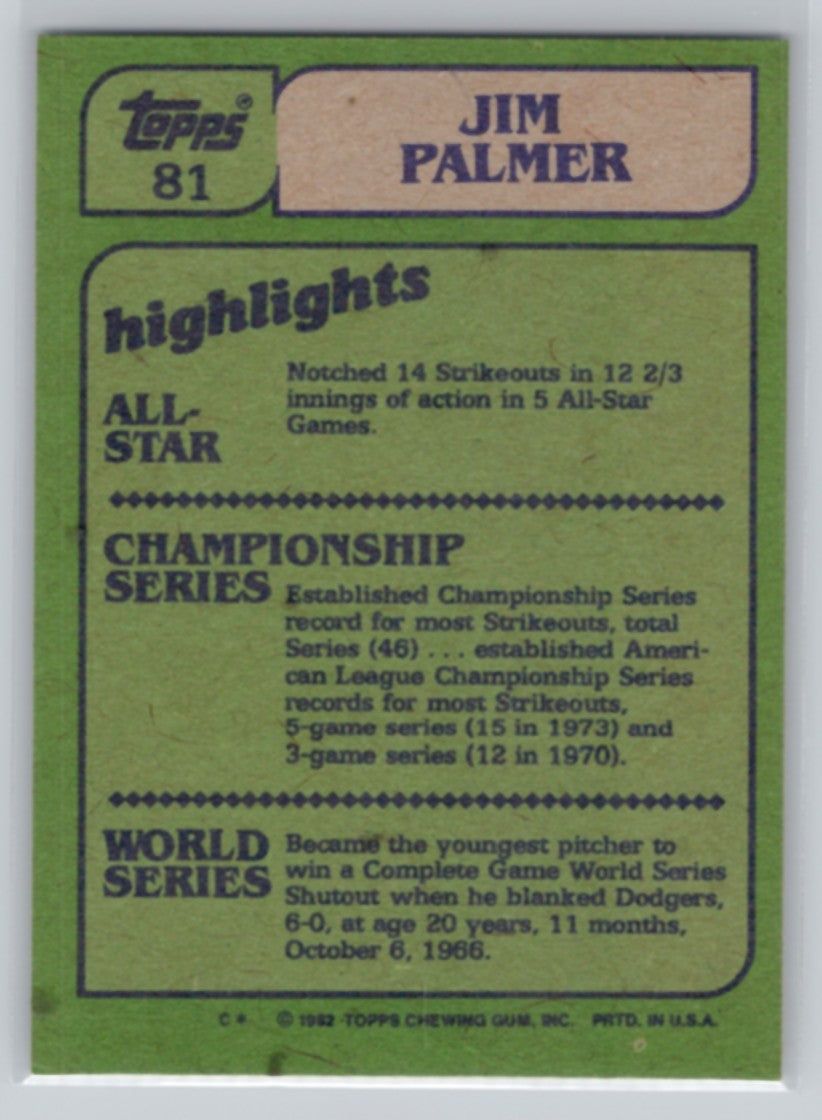 Topps®
81
JIM
PALMER
highlights
ALL-
STAR
Notched 14 Strikeouts in 12 2/3
innings of action in 5 All-Star
Games.
CHAMPIONSHIP
SERIES
Established Championship Series
record for most Strikeouts, total
Series (46) . . . established Ameri-
can League Championship Series
records for most Strikeouts,
5-game series (15 in 1973) and
3-game series (12 in 1970).
WORLD
SERIES
Became the youngest pitcher to
win a Complete Game World Series
Shutout when he blanked Dodgers,
6-0, at age 20 years, 11 months,
October 6, 1966.
C* © 1982 TOPPS CHEWING GUM, INC. PRTD. IN U.S.A.